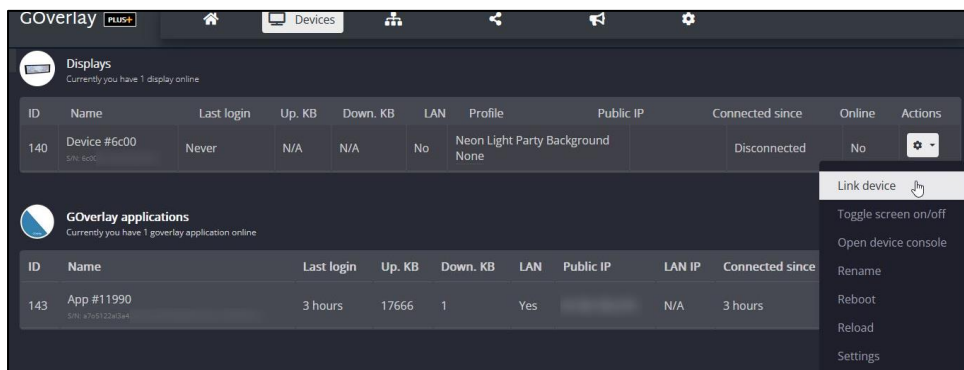 GOverlay PLUS+
Devices
Displays
Currently you have 1 display online
ID Name Last login Up. KB Down. KB LAN Profile Public IP Connected since Online Actions
140 Device #6c00 Never N/A N/A No Neon Light Party Background Disconnected No
S/N: 6c0
None
Link device
Toggle screen on/off
Open device console
Rename
Reboot
Reload
Settings
GOverlay applications
Currently you have 1 goverlay application online
ID Name Last login Up. KB Down. KB LAN Public IP LAN IP Connected since
143 App #11990 3 hours 17666 1 Yes N/A 3 hours
S/N: